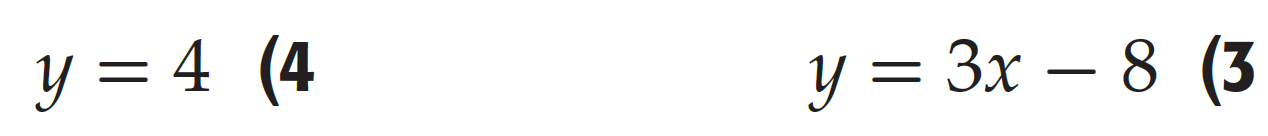 y = 3x − 8 (3
y = 4 (4